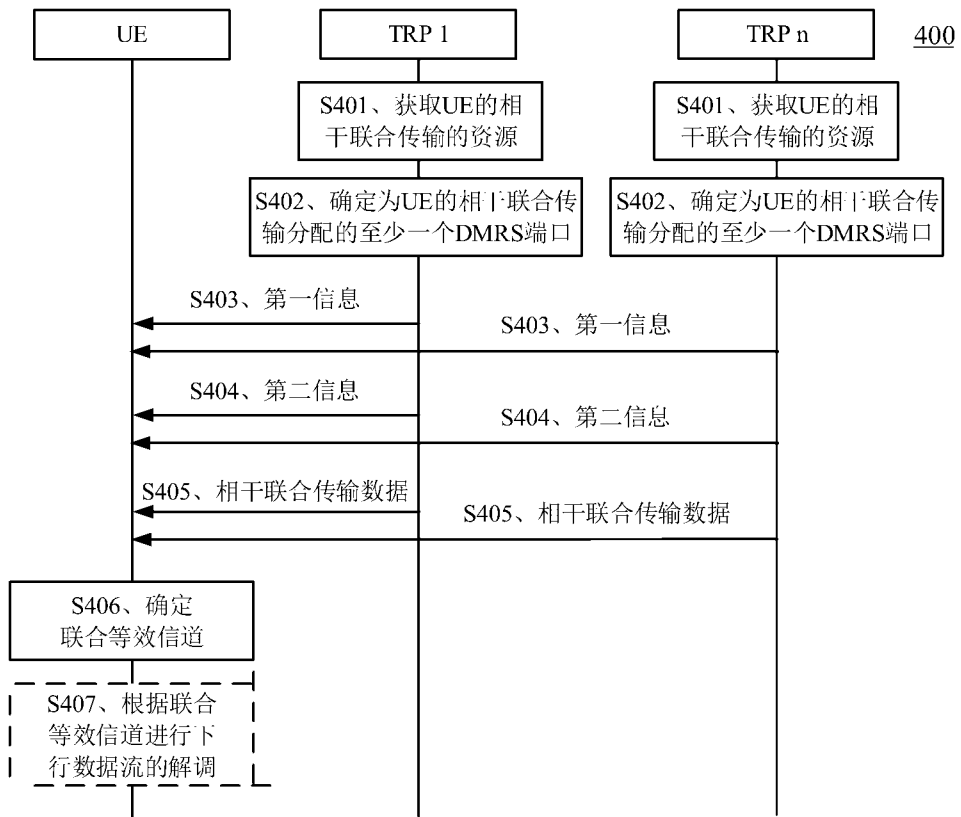 UE
TRP 1
TRP n
400
S401、获取UE的相
干联合传输的资源
S401、获取UE的相
干联合传输的资源
S402、确定为UE的相干联合传
输分配的至少一个DMRS端口
S402、确定为UE的相干联合传
输分配的至少一个DMRS端口
S403、第一信息
S403、第一信息
S404、第二信息
S404、第二信息
S405、相干联合传输数据
S405、相干联合传输数据
S406、确定
联合等效信道
S407、根据联合
等效信道进行下
行数据流的解调